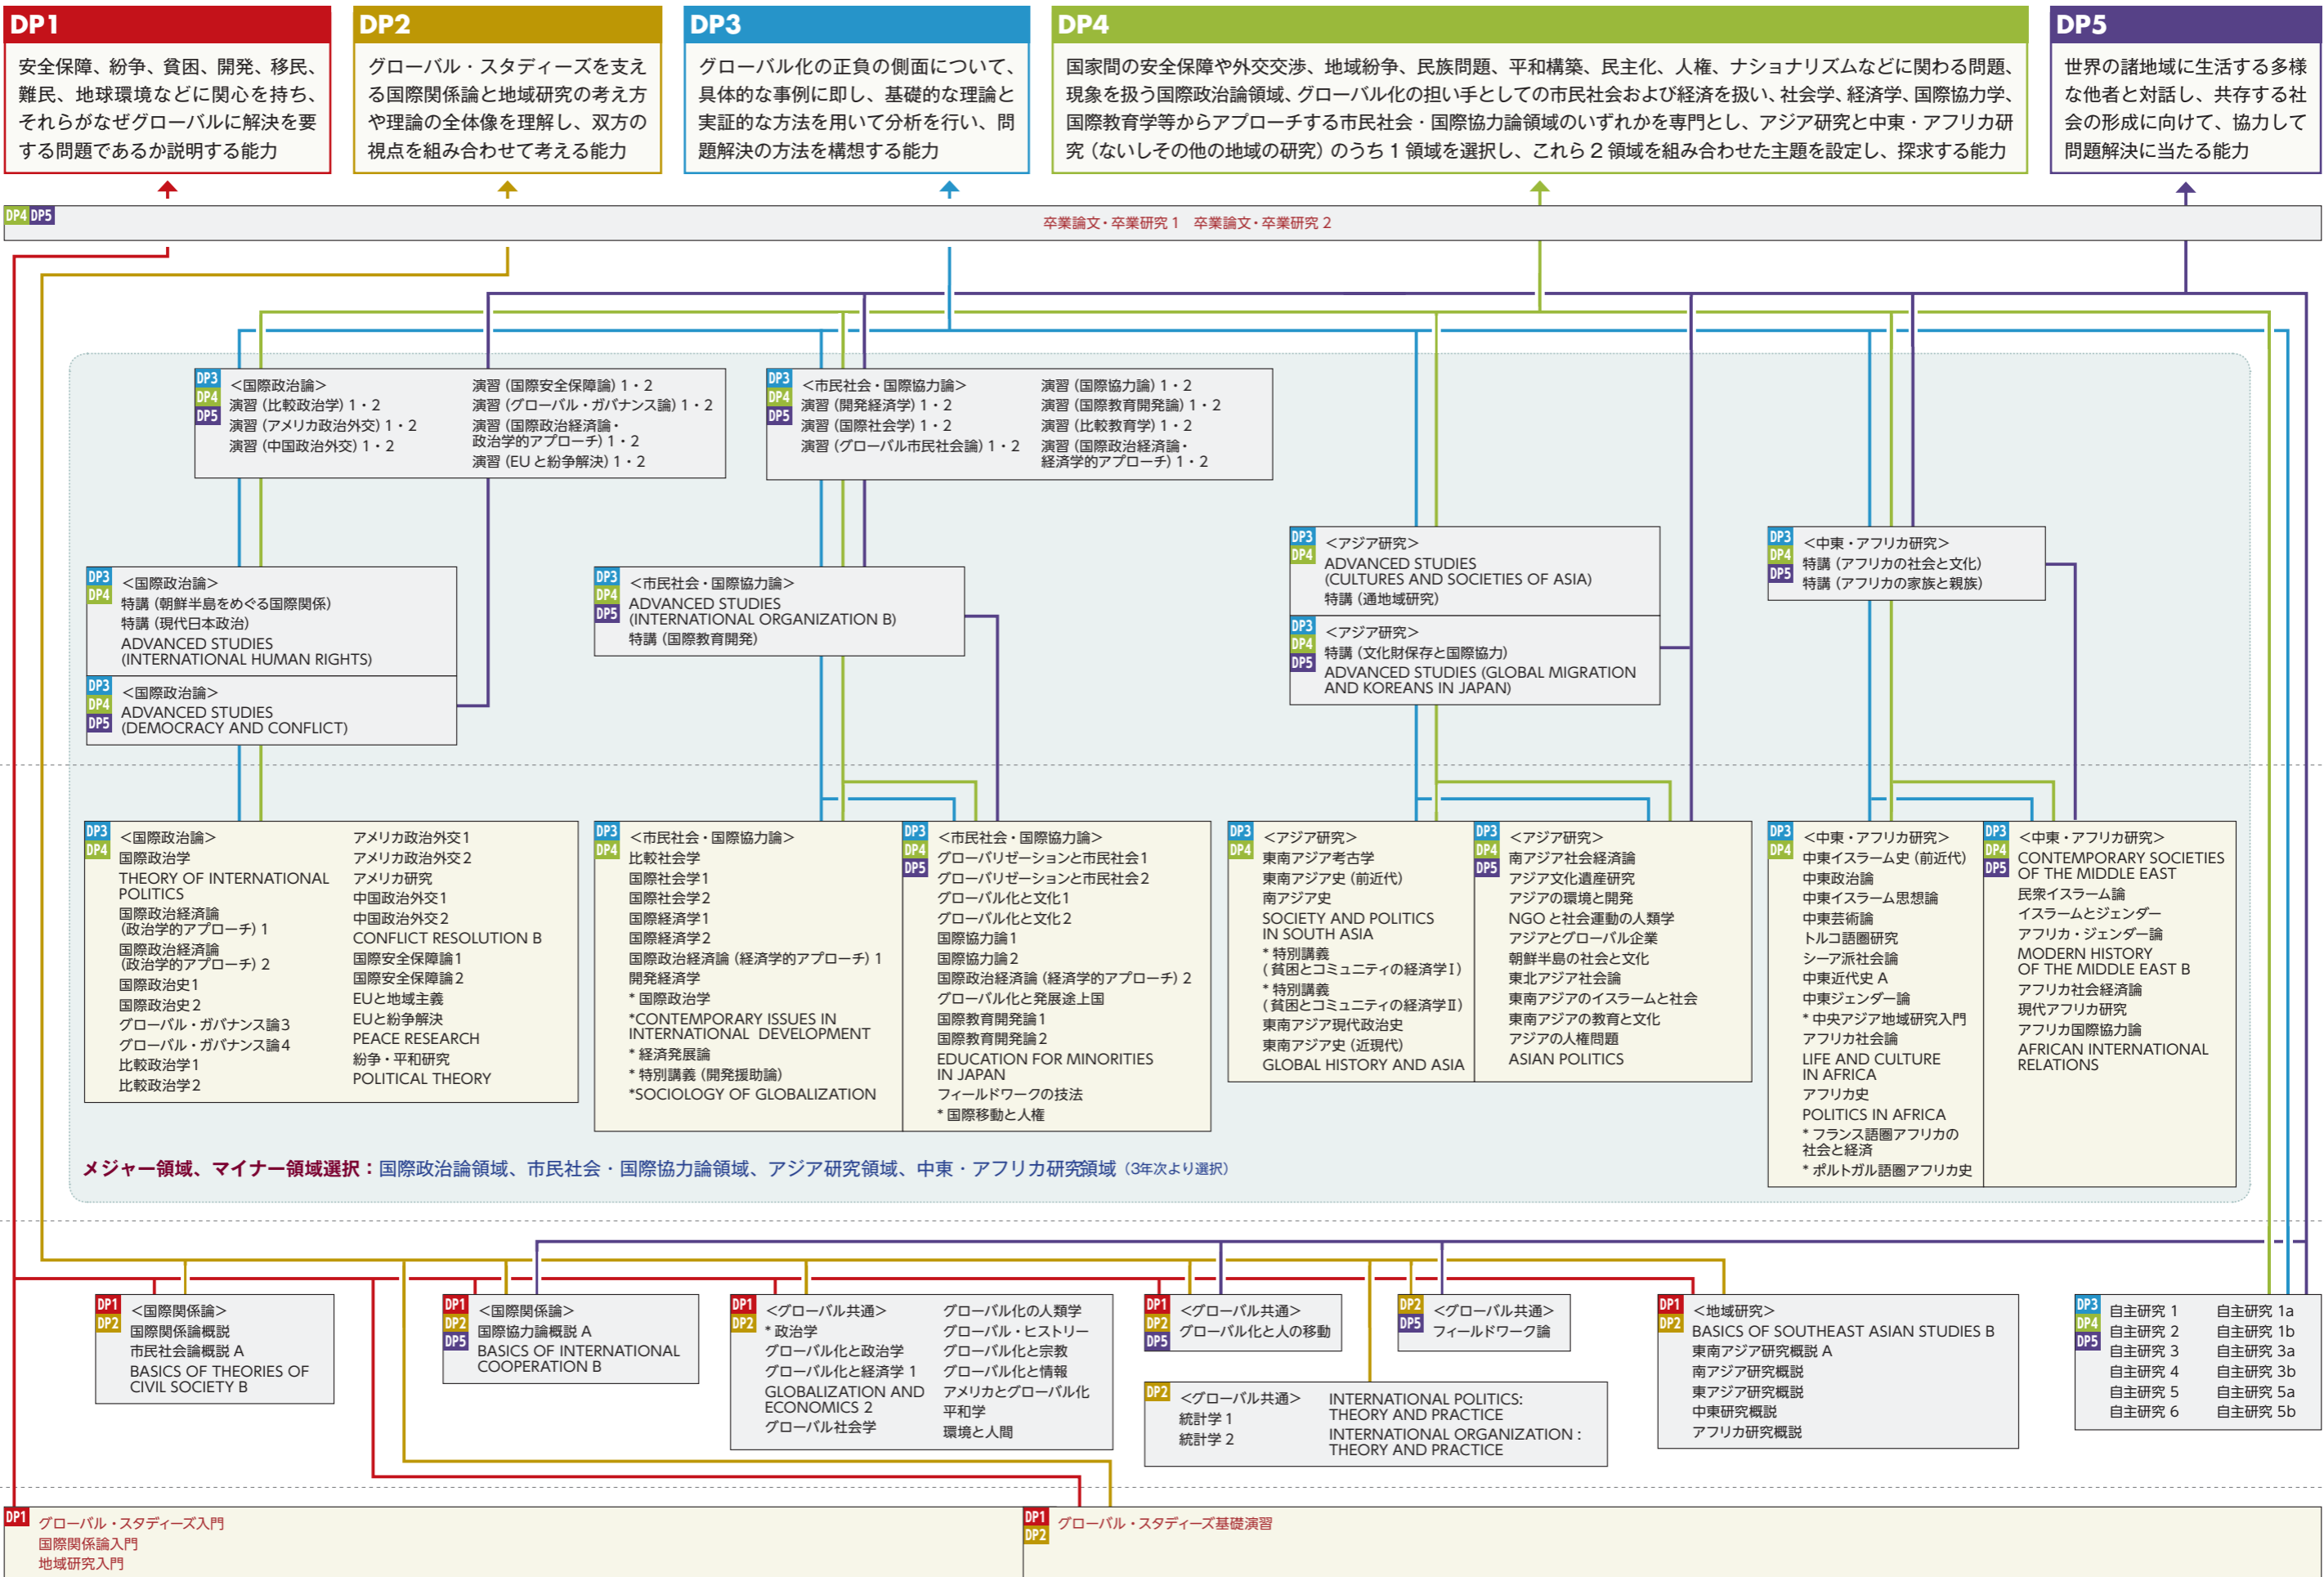 DP1
安全保障、紛争、貧困、開発、移民、
難民、地球環境などに関心を持ち、
それらがなぜグローバルに解決を要
する問題であるか説明する能力
DP2
グローバル・スタディーズを支え
る国際関係論と地域研究の考え方
や理論の全体像を理解し、双方の
視点を組み合わせて考える能力
DP3
グローバル化の正負の側面について、
具体的な事例に即し、基礎的な理論と
実証的な方法を用いて分析を行い、問
題解決の方法を構想する能力
DP4
国家間の安全保障や外交交渉、地域紛争、民族問題、平和構築、民主化、人権、ナショナリズムなどに関わる問題、
現象を扱う国際政治論領域、グローバル化の担い手としての市民社会および経済を扱い、社会学、経済学、国際協力学、
国際教育学等からアプローチする市民社会・国際協力論領域のいずれかを専門とし、アジア研究と中東・アフリカ研
究（ないしその他の地域の研究）のうち 1 領域を選択し、これら 2 領域を組み合わせた主題を設定し、探求する能力
DP5
世界の諸地域に生活する多様
な他者と対話し、共存する社
会の形成に向けて、協力して
問題解決に当たる能力
DP4 DP5
卒業論文・卒業研究 1　卒業論文・卒業研究 2
DP3
DP4
DP5
＜国際政治論＞
演習（比較政治学）1・2
演習（アメリカ政治外交）1・2
演習（中国政治外交）1・2
演習（国際安全保障論）1・2
演習（グローバル・ガバナンス論）1・2
演習（国際政治経済論・
政治学的アプローチ）1・2
演習（EU と紛争解決）1・2
DP3
DP4
DP5
＜市民社会・国際協力論＞
演習（開発経済学）1・2
演習（国際社会学）1・2
演習（グローバル市民社会論）1・2
演習（国際協力論）1・2
演習（国際教育開発論）1・2
演習（比較教育学）1・2
演習（国際政治経済論・
経済学的アプローチ）1・2
DP3
DP4
＜国際政治論＞
特講（朝鮮半島をめぐる国際関係）
特講（現代日本政治）
ADVANCED STUDIES
(INTERNATIONAL HUMAN RIGHTS)
DP3
DP4
DP5
＜国際政治論＞
ADVANCED STUDIES
(DEMOCRACY AND CONFLICT)
DP3
DP4
DP5
＜市民社会・国際協力論＞
ADVANCED STUDIES
(INTERNATIONAL ORGANIZATION B)
特講（国際教育開発）
DP3
DP4
＜アジア研究＞
ADVANCED STUDIES
(CULTURES AND SOCIETIES OF ASIA)
特講（通地域研究）
DP3
DP4
DP5
＜アジア研究＞
特講（文化財保存と国際協力）
ADVANCED STUDIES (GLOBAL MIGRATION
AND KOREANS IN JAPAN)
DP3
DP4
DP5
＜中東・アフリカ研究＞
特講（アフリカの社会と文化）
特講（アフリカの家族と親族）
DP3
DP4
＜国際政治論＞
国際政治学
THEORY OF INTERNATIONAL
POLITICS
国際政治経済論
（政治学的アプローチ）1
国際政治経済論
（政治学的アプローチ）2
国際政治史1
国際政治史2
グローバル・ガバナンス論3
グローバル・ガバナンス論4
比較政治学1
比較政治学2
アメリカ政治外交1
アメリカ政治外交2
アメリカ研究
中国政治外交1
中国政治外交2
CONFLICT RESOLUTION B
国際安全保障論1
国際安全保障論2
EUと地域主義
EUと紛争解決
PEACE RESEARCH
紛争・平和研究
POLITICAL THEORY
DP3
DP4
＜市民社会・国際協力論＞
比較社会学
国際社会学1
国際社会学2
国際経済学1
国際経済学2
国際政治経済論（経済学的アプローチ）1
開発経済学
* 国際政治学
*CONTEMPORARY ISSUES IN
INTERNATIONAL DEVELOPMENT
* 経済発展論
* 特別講義（開発援助論）
*SOCIOLOGY OF GLOBALIZATION
DP3
DP4
DP5
＜市民社会・国際協力論＞
グローバリゼーションと市民社会1
グローバリゼーションと市民社会2
グローバル化と文化1
グローバル化と文化2
国際協力論1
国際協力論2
国際政治経済論（経済学的アプローチ）2
グローバル化と発展途上国
国際教育開発論1
国際教育開発論2
EDUCATION FOR MINORITIES
IN JAPAN
フィールドワークの技法
* 国際移動と人権
DP3
DP4
＜アジア研究＞
東南アジア考古学
東南アジア史（前近代）
南アジア史
SOCIETY AND POLITICS
IN SOUTH ASIA
* 特別講義
（貧困とコミュニティの経済学Ⅰ）
* 特別講義
（貧困とコミュニティの経済学Ⅱ）
東南アジア現代政治史
東南アジア史（近現代）
GLOBAL HISTORY AND ASIA
DP3
DP4
DP5
＜アジア研究＞
南アジア社会経済論
アジア文化遺産研究
アジアの環境と開発
NGO と社会運動の人類学
アジアとグローバル企業
朝鮮半島の社会と文化
東北アジア社会論
東南アジアのイスラームと社会
東南アジアの教育と文化
アジアの人権問題
ASIAN POLITICS
DP3
DP4
＜中東・アフリカ研究＞
中東イスラーム史（前近代）
中東政治論
中東イスラーム思想論
中東芸術論
トルコ語圏研究
シーア派社会論
中東近代史 A
中東ジェンダー論
* 中央アジア地域研究入門
アフリカ社会論
LIFE AND CULTURE
IN AFRICA
アフリカ史
POLITICS IN AFRICA
* フランス語圏アフリカの
社会と経済
* ポルトガル語圏アフリカ史
DP3
DP4
DP5
＜中東・アフリカ研究＞
CONTEMPORARY SOCIETIES
OF THE MIDDLE EAST
民衆イスラーム論
イスラームとジェンダー
アフリカ・ジェンダー論
MODERN HISTORY
OF THE MIDDLE EAST B
アフリカ社会経済論
現代アフリカ研究
アフリカ国際協力論
AFRICAN INTERNATIONAL
RELATIONS
メジャー領域、マイナー領域選択：国際政治論領域、市民社会・国際協力論領域、アジア研究領域、中東・アフリカ研究領域（3年次より選択）
DP1
DP2
＜国際関係論＞
国際関係論概説
市民社会論概説 A
BASICS OF THEORIES OF
CIVIL SOCIETY B
DP1
DP2
DP5
＜国際関係論＞
国際協力論概説 A
BASICS OF INTERNATIONAL
COOPERATION B
DP1
DP2
＜グローバル共通＞
* 政治学
グローバル化と政治学
グローバル化と経済学 1
GLOBALIZATION AND
ECONOMICS 2
グローバル社会学
グローバル化の人類学
グローバル・ヒストリー
グローバル化と宗教
グローバル化と情報
アメリカとグローバル化
平和学
環境と人間
DP1
DP2
DP5
＜グローバル共通＞
グローバル化と人の移動
DP2
DP5
＜グローバル共通＞
フィールドワーク論
DP2
＜グローバル共通＞
統計学 1
統計学 2
INTERNATIONAL POLITICS:
THEORY AND PRACTICE
INTERNATIONAL ORGANIZATION :
THEORY AND PRACTICE
DP1
DP2
＜地域研究＞
BASICS OF SOUTHEAST ASIAN STUDIES B
東南アジア研究概説 A
南アジア研究概説
東アジア研究概説
中東研究概説
アフリカ研究概説
DP3
DP4
DP5
自主研究 1
自主研究 2
自主研究 3
自主研究 4
自主研究 5
自主研究 6
自主研究 1a
自主研究 1b
自主研究 3a
自主研究 3b
自主研究 5a
自主研究 5b
DP1
グローバル・スタディーズ入門
国際関係論入門
地域研究入門
DP1
DP2
グローバル・スタディーズ基礎演習